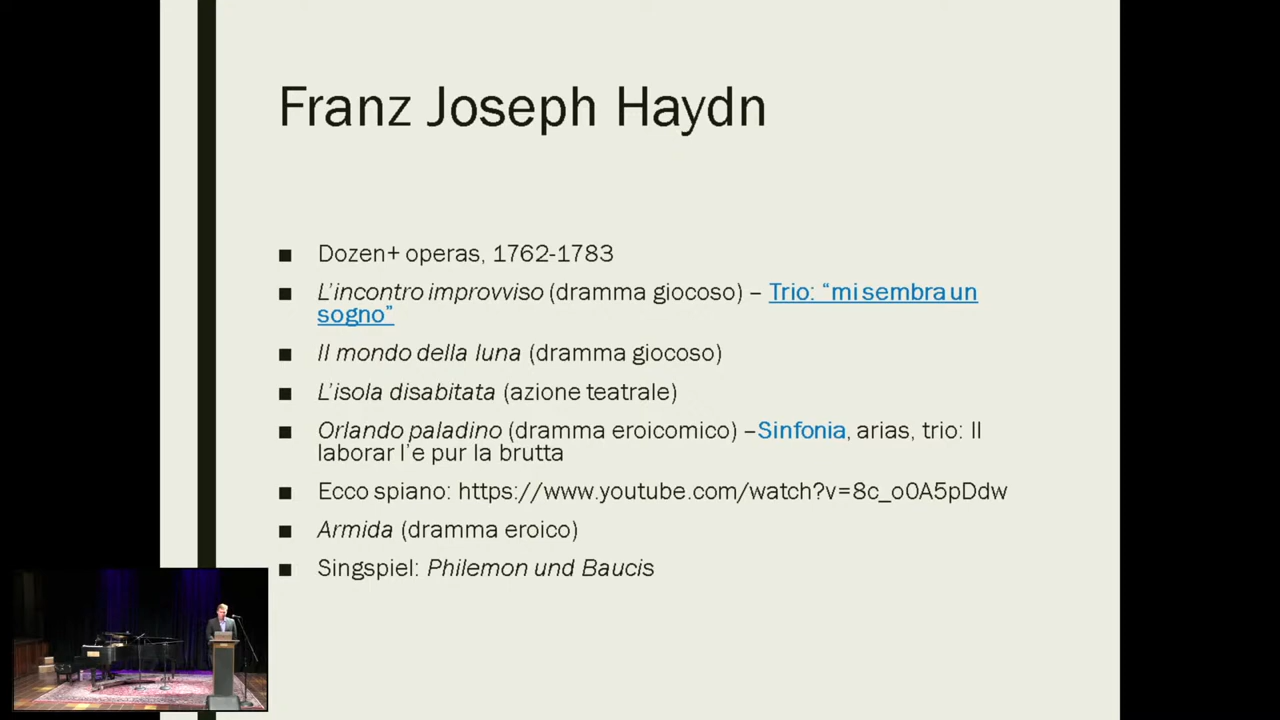 Franz Joseph Haydn
■ Dozen+ operas, 1762-1783
■ L’incontro improvviso (dramma giocoso) – Trio: “mi sembra un
sogno”
■ Il mondo della luna (dramma giocoso)
■ L’isola disabitata (azione teatrale)
■ Orlando paladino (dramma eroicomico) –Sinfonia, arias, trio: Il
laborar l’e pur la brutta
■ Ecco spiano: https://www.youtube.com/watch?v=8c_o0A5pDdw
■ Armida (dramma eroico)
■ Singspiel: Philemon und Baucis